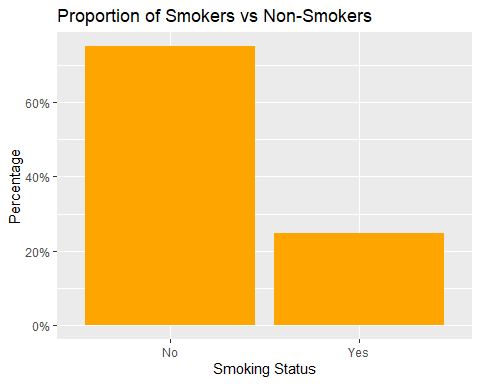 Proportion of Smokers vs Non-Smokers
Percentage
60%
40%
20%
0%
No
Yes
Smoking Status